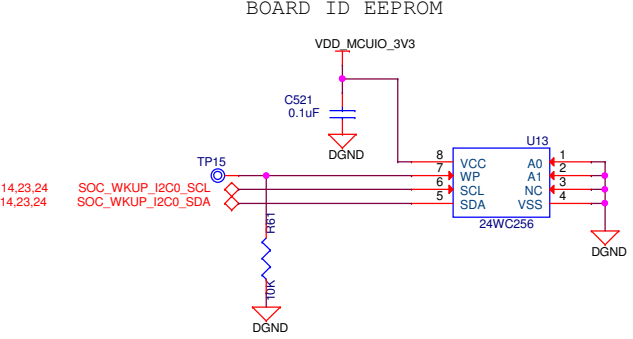 BOARD ID EEPROM
VDD_MCUIO_3V3
C521
0.1uF
DGND
U13
TP15
8 VCC A0 1
7 WP A1 2
6 SCL NC 3
5 SDA VSS 4
24WC256
14,23,24 SOC_WKUP_I2C0_SCL
14,23,24 SOC_WKUP_I2C0_SDA
R61
10K
DGND
DGND